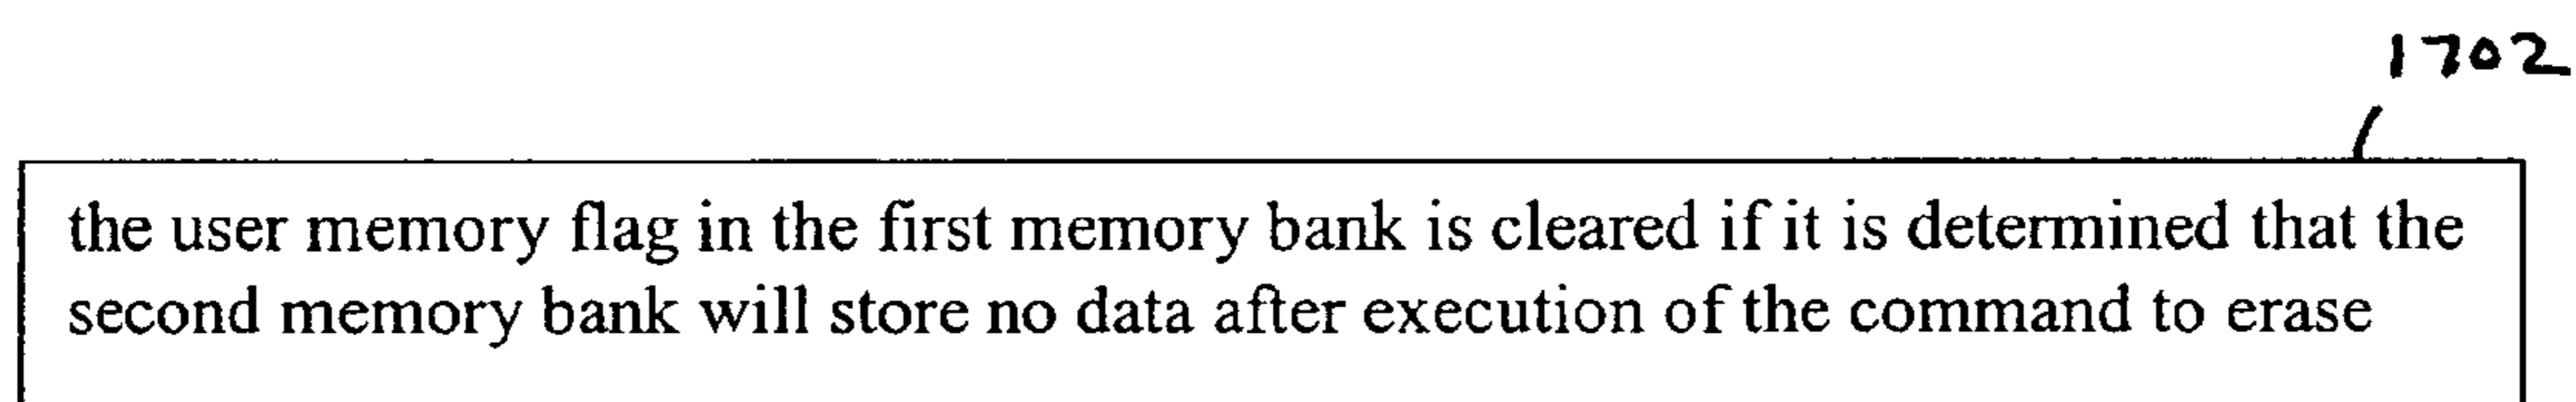 1702
the user memory flag in the first memory bank is cleared if it is determined that the
second memory bank will store no data after execution of the command to erase